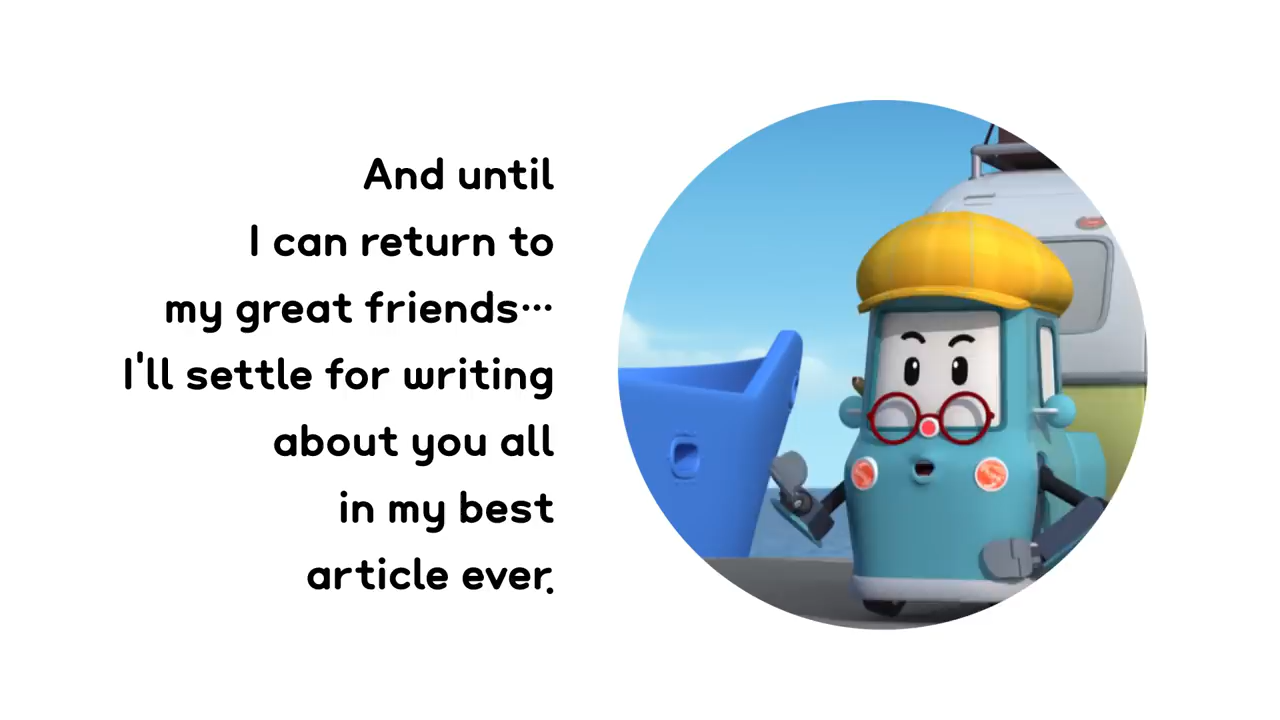 And until
I can return to
my great friends…
I'll settle for writing
about you all
in my best
article ever.